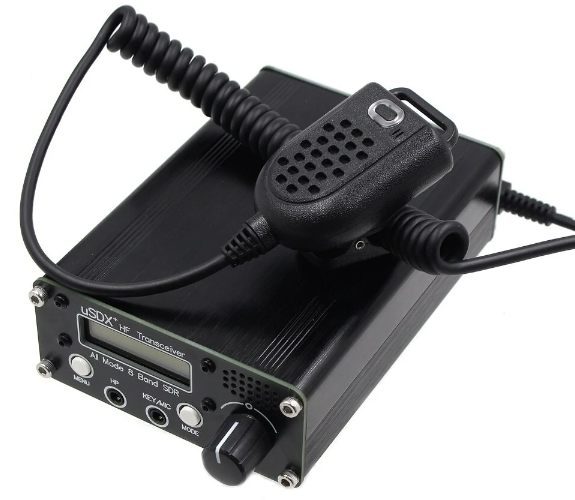 uSDX+ HF Transceiver
All Mode 8 Band SDR
MENU
HP
KEY/MIC
MODE